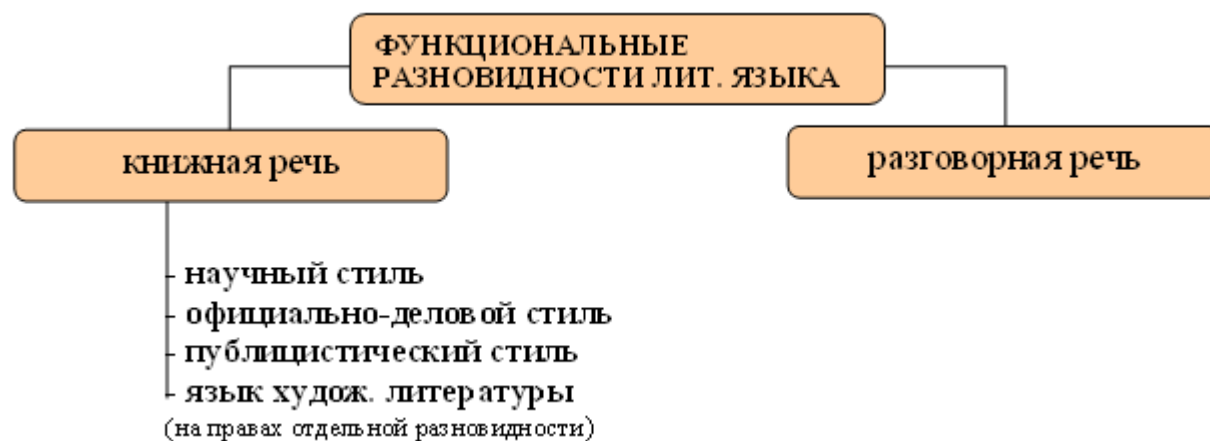 ФУНКЦИОНАЛЬНЫЕ
РАЗНОВИДНОСТИ ЛИТ. ЯЗЫКА
книжная речь
разговорная речь
- научный стиль
- официально-деловой стиль
- публицистический стиль
- язык худож. литературы
(на правах отдельной разновидности)